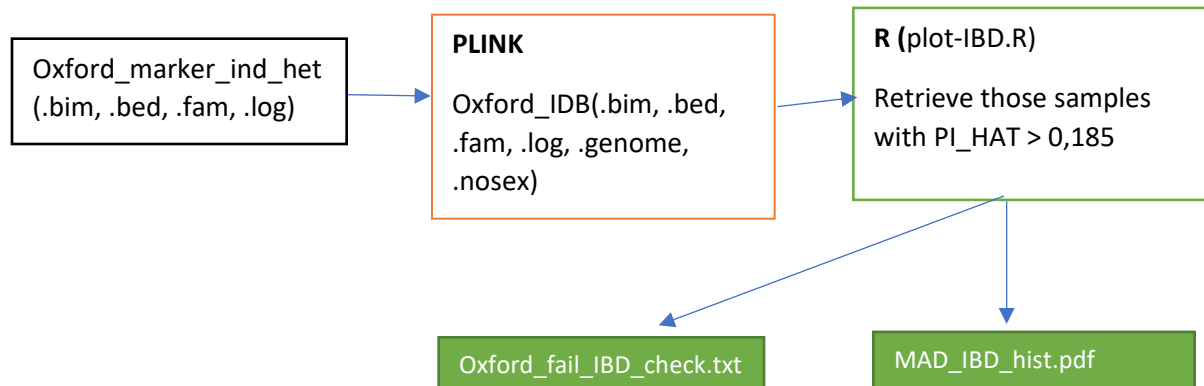 Oxford_marker_ind_het
(.bim, .bed, .fam, .log)
PLINK
Oxford_IDB(.bim, .bed,
.fam, .log, .genome,
.nosex)
R (plot-IBD.R)
Retrieve those samples
with PI_HAT > 0,185
Oxford_fail_IBD_check.txt
MAD_IBD_hist.pdf